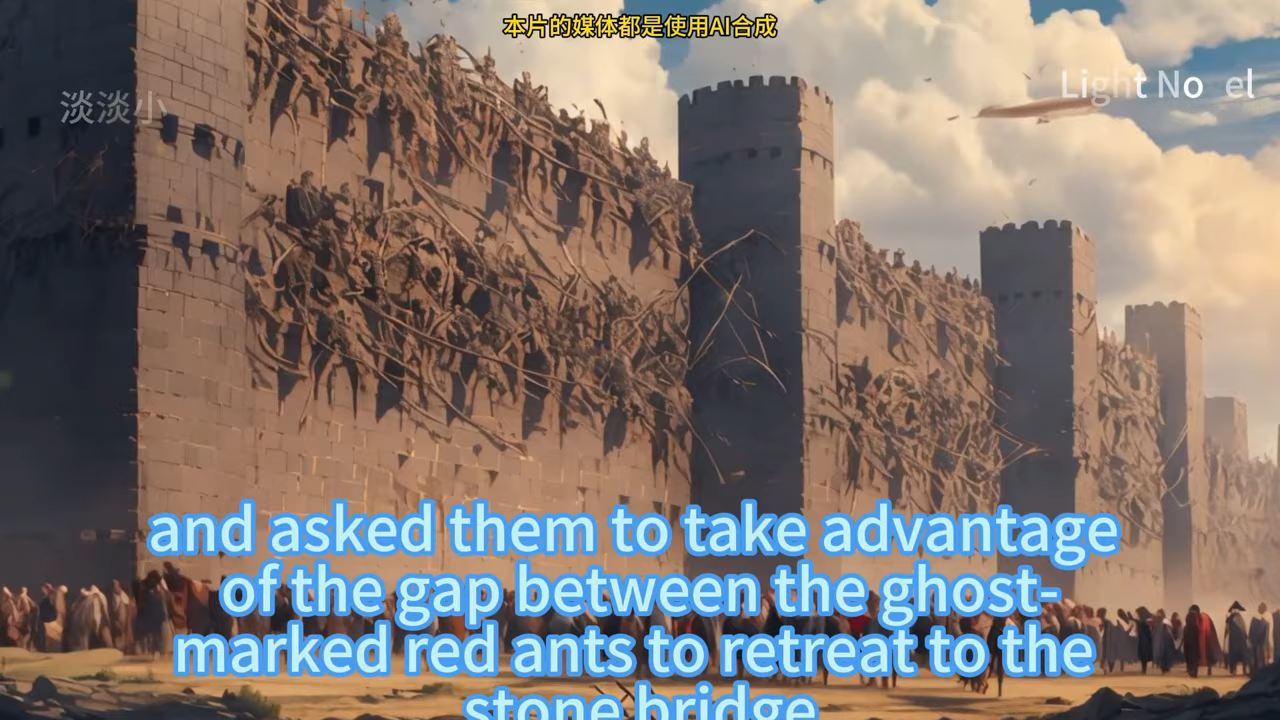 本片的媒体都是使用AI合成
Light No el
淡淡小
and asked them to take advantage
of the gap between the ghost-
marked red ants to retreat to the
stone bridge